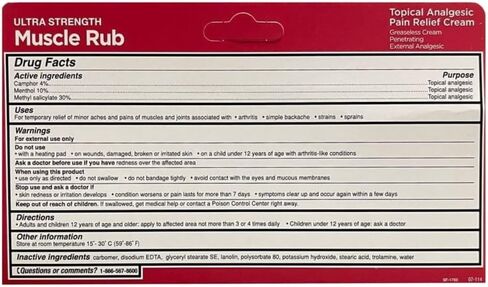 ULTRA STRENGTH
Muscle Rub
Topical Analgesic
Pain Relief Cream
Greaseless Cream
Penetrating
External Analgesic
Drug Facts
Active ingredients Purpose
Camphor 4%....Topical analgesic
Menthol 10%....Topical analgesic
Methyl salicylate 30%....Topical analgesic
Uses
For temporary relief of minor aches and pains of muscles and joints associated with • arthritis • simple backache • strains • sprains
Warnings
For external use only
Do not use
• with a heating pad • on wounds, damaged, broken or irritated skin • on a child under 12 years of age with arthritis-like conditions
Ask a doctor before use if you have redness over the affected area
When using this product
• use only as directed • do not swallow • do not bandage tightly • avoid contact with the eyes and mucous membranes
Stop use and ask a doctor if
• skin redness or irritation develops • condition worsens or pain lasts for more than 7 days • symptoms clear up and occur again within a few days
Keep out of reach of children. If swallowed, get medical help or contact a Poison Control Center right away.
Directions
• Adults and children 12 years of age and older: apply to affected area not more than 3 or 4 times daily • Children under 12 years of age: ask a doctor
Other information
Store at room temperature 15°- 30° C (59°-86° F)
Inactive ingredients carbomer, disodium EDTA, glyceryl stearate SE, lanolin, polysorbate 80, potassium hydroxide, stearic acid, trolamine, water
Questions or comments? 1-866-567-8600
07-114